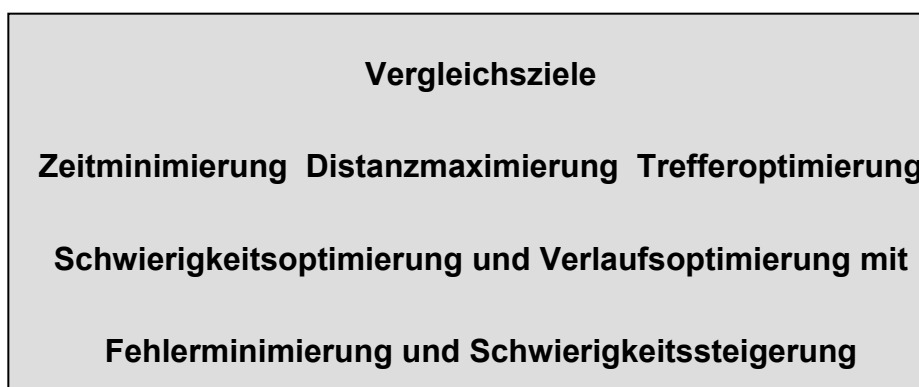 Vergleichsziele
Zeitminimierung Distanzmaximierung Trefferoptimierung
Schwierigkeitsoptimierung und Verlaufsoptimierung mit
Fehlerminimierung und Schwierigkeitssteigerung